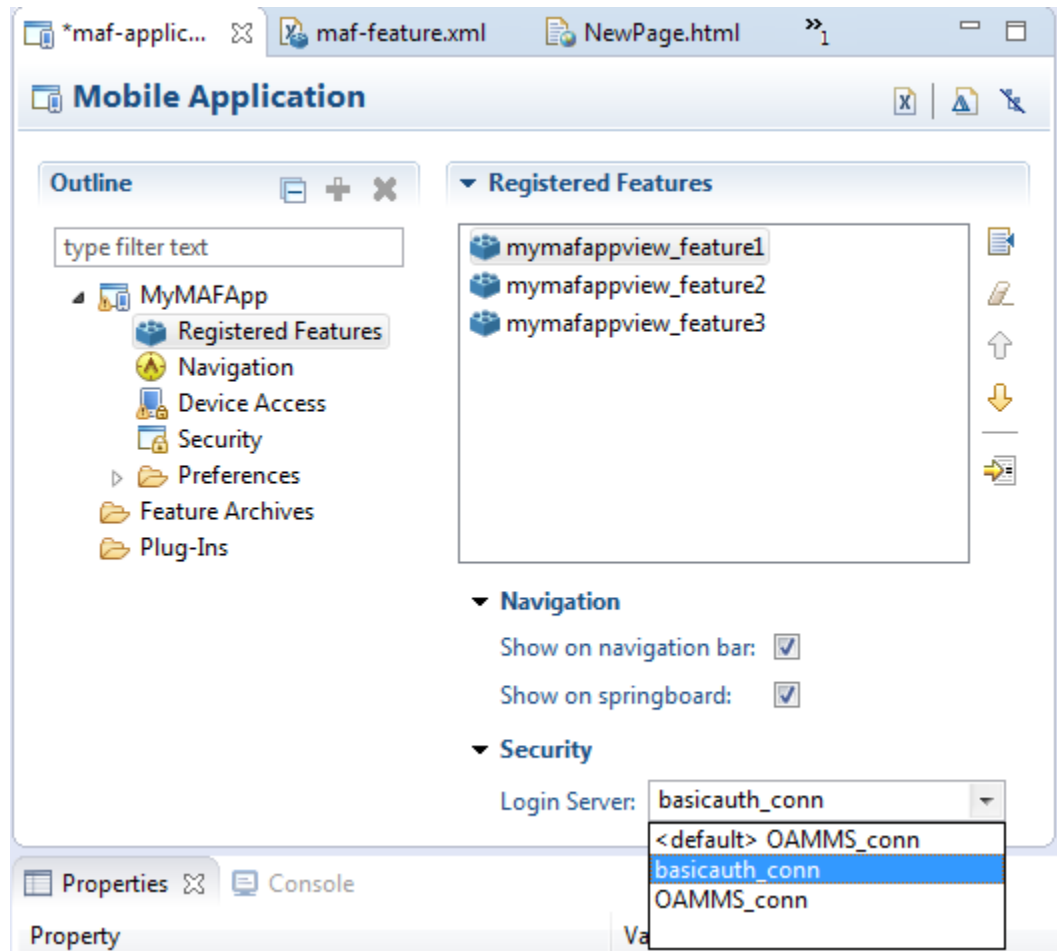 *maf-applic...
maf-feature.xml
NewPage.html
»1
Mobile Application
Outline
type filter text
MyMAFApp
Registered Features
Navigation
Device Access
Security
Preferences
Feature Archives
Plug-Ins
Registered Features
mymafappview_feature1
mymafappview_feature2
mymafappview_feature3
Navigation
Show on navigation bar:
Show on springboard:
Security
Login Server: basicauth_conn
<default> OAMMS_conn
basicauth_conn
OAMMS_conn
Properties
Console
Property
Va